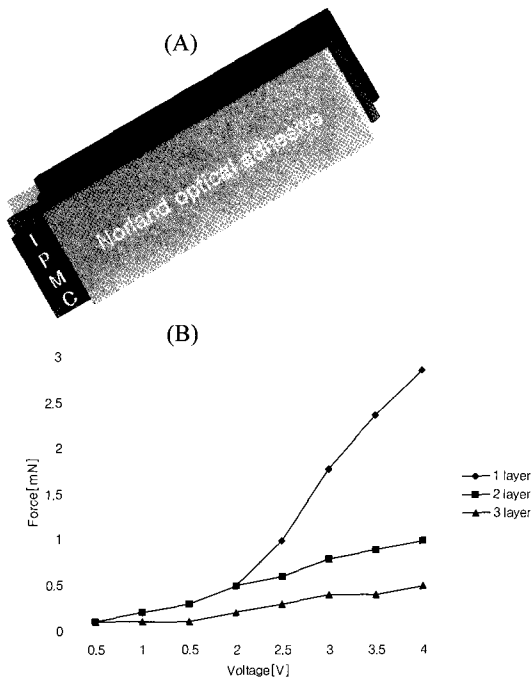 (A)
Norland optical adhesive
IPMC
(B)
3
2.5
2
1.5
1
0.5
0
Force[mN]
0.5 1 0.5 2 2.5 3 3.5 4
Voltage[V]
1 layer
2 layer
3 layer